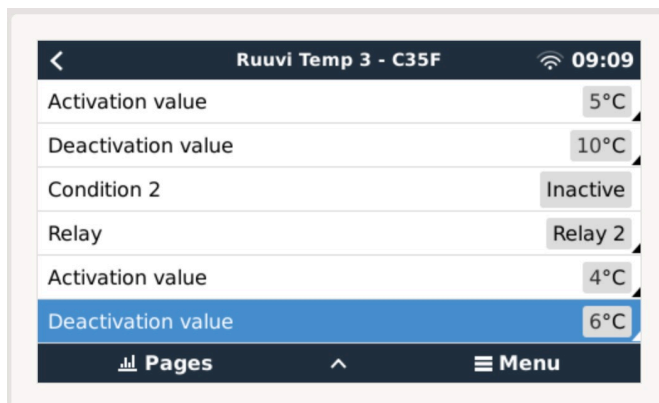 Ruuvi Temp 3 - C35F 09:09
Activation value 5°C
Deactivation value 10°C
Condition 2 Inactive
Relay Relay 2
Activation value 4°C
Deactivation value 6°C
Pages Menu